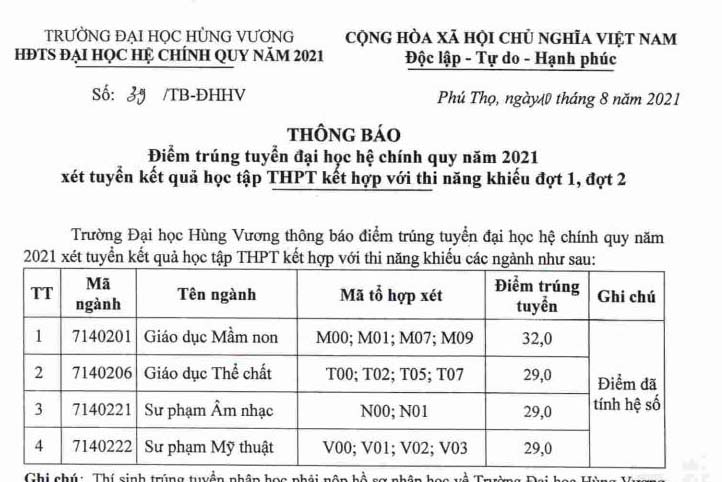 TRƯỜNG ĐẠI HỌC HÙNG VƯƠNG
HĐTS ĐẠI HỌC HỆ CHÍNH QUY NĂM 2021
CỘNG HÒA XÃ HỘI CHỦ NGHĨA VIỆT NAM
Độc lập - Tự do - Hạnh phúc
Số: 39 /TB-ĐHHV
Phú Thọ, ngày 10 tháng 8 năm 2021
THÔNG BÁO
Điểm trúng tuyển đại học hệ chính quy năm 2021
xét tuyển kết quả học tập THPT kết hợp với thi năng khiếu đợt 1, đợt 2
Trường Đại học Hùng Vương thông báo điểm trúng tuyển đại học hệ chính quy năm
2021 xét tuyển kết quả học tập THPT kết hợp với thi năng khiếu các ngành như sau:
TT Mã ngành Tên ngành Mã tổ hợp xét Điểm trúng tuyển Ghi chú
1 7140201 Giáo dục Mầm non M00; M01; M07; M09 32,0
2 7140206 Giáo dục Thể chất T00; T02; T05; T07 29,0
3 7140221 Sư phạm Âm nhạc N00; N01 29,0
4 7140222 Sư phạm Mỹ thuật V00; V01; V02; V03 29,0
Điểm đã
tính hệ số
Ghi chú: Thí sinh trúng tuyển nhập học phải nộp hồ sơ nhập học về Trường Đại học Hùng Vương